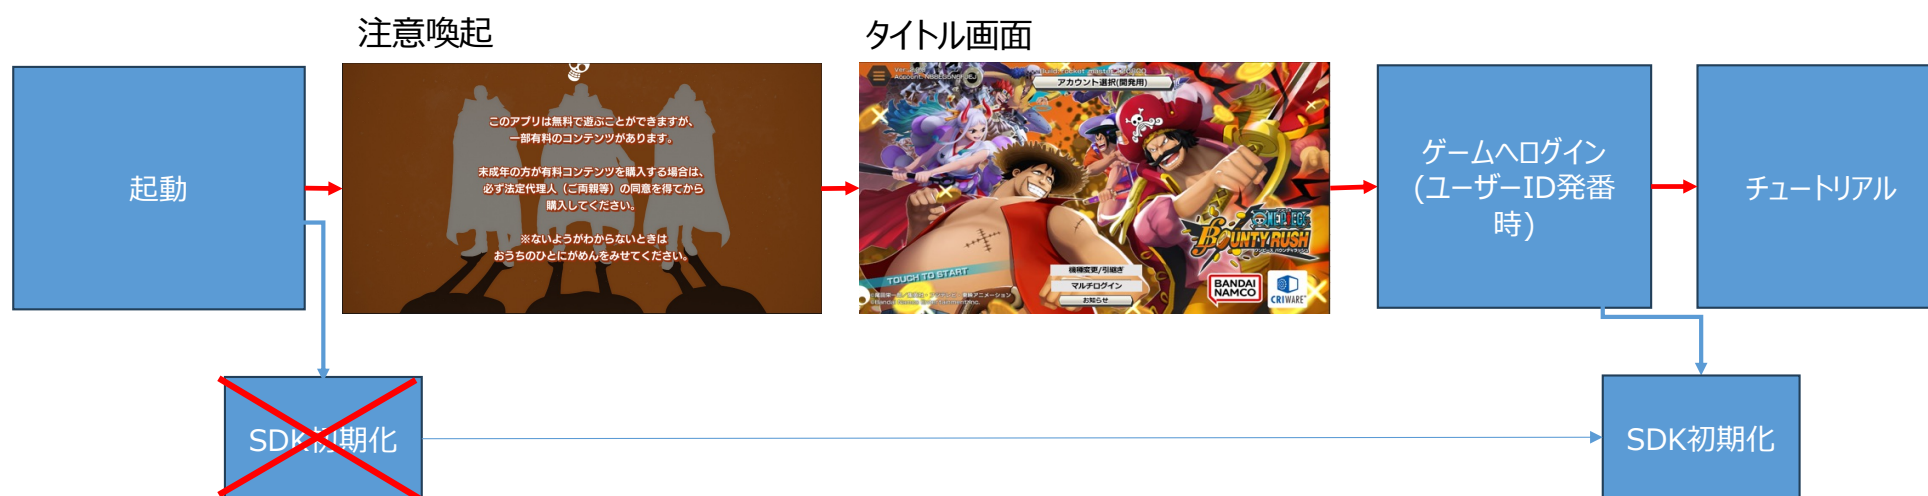 注意喚起
タイトル画面
起動
このアプリは無料で遊ぶことができますが、
一部有料のコンテンツがあります。
未成年の方が有料コンテンツを購入する場合は、
必ず法定代理人（ご両親等）の同意を得てから
購入してください。
※ないようがわからないときは
おうちのひとにがめんをみせてください。
アカウント選択(開発用)
ONE PIECE
BOUNTY RUSH
TOUCH TO START
機種変更/引継ぎ
マルチログイン
お知らせ
BANDAI
NAMCO
CRIWARE
ゲームへログイン
(ユーザーID発番
時)
チュートリアル
SDK初期化
SDK初期化